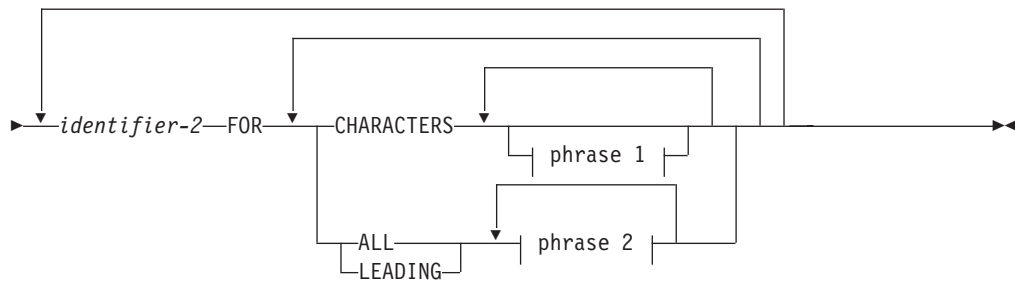 identifier-2 FOR CHARACTERS
phrase 1
ALL phrase 2
LEADING